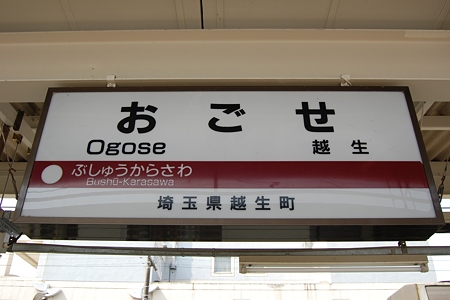 おごせ
Ogose 越生
ぶしゅうからさわ
Bushū-Karasawa
埼玉県越生町